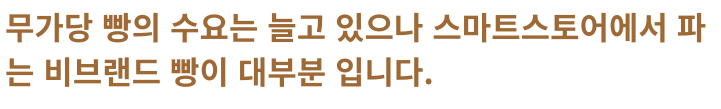 무가당 빵의 수요는 늘고 있으나 스마트스토어에서 파
는 비브랜드 빵이 대부분 입니다.